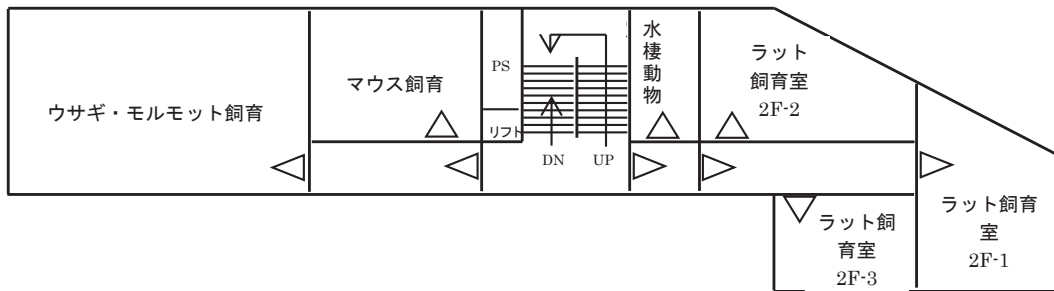 ウサギ・モルモット飼育
マウス飼育
PS
リフト
DN
UP
水棲動物
ラット
飼育室
2F-2
ラット飼
育室
2F-3
ラット飼育
室
2F-1